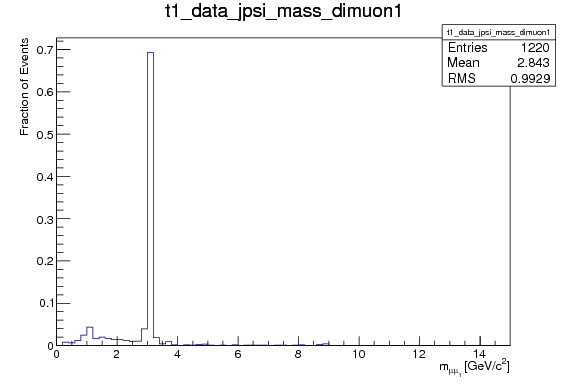 t1_data_jpsi_mass_dimuon1
t1_data_jpsi_mass_dimuon1
Entries 1220
Mean 2.843
RMS 0.9929
Fraction of Events
0.7
0.6
0.5
0.4
0.3
0.2
0.1
0
0 2 4 6 8 10 12 14
m_{μμ_1} [GeV/c²]